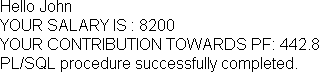 Hello John
YOUR SALARY IS : 8200
YOUR CONTRIBUTION TOWARDS PF: 442.8
PL/SQL procedure successfully completed.